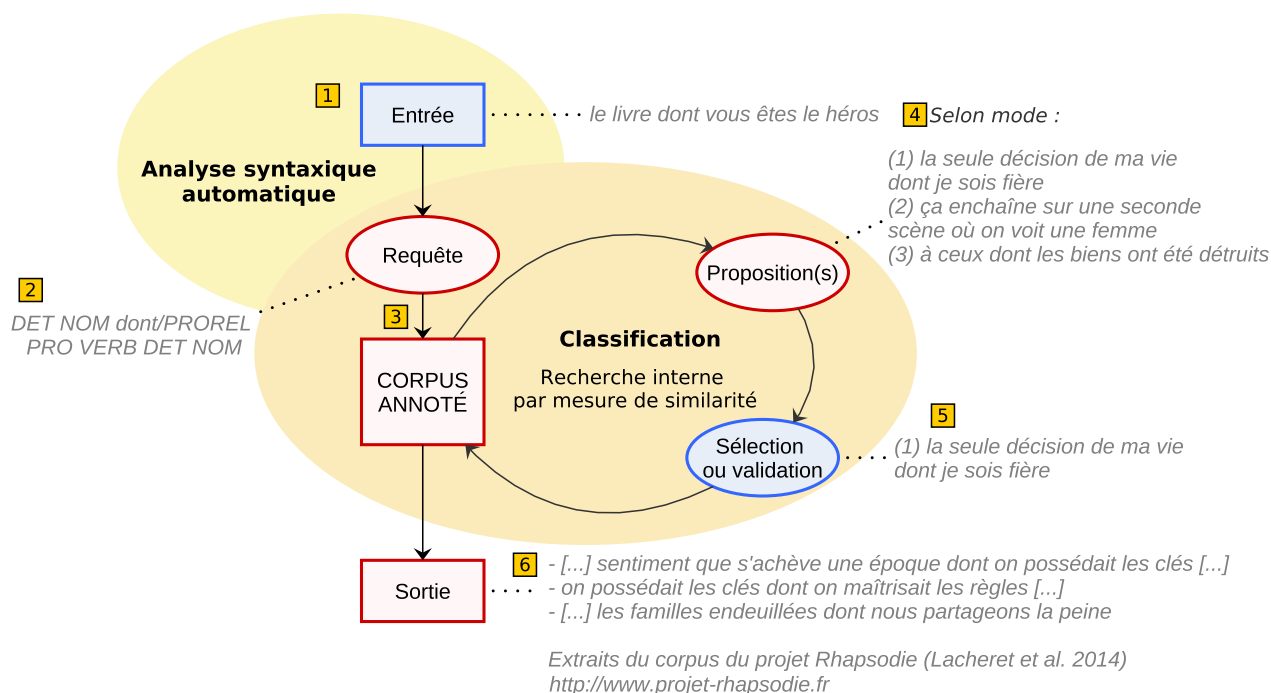 1
Entrée
le livre dont vous êtes le héros
4
Selon mode :
Analyse syntaxique
automatique
(1) la seule décision de ma vie
dont je sois fière
(2) ça enchaîne sur une seconde
scène où on voit une femme
(3) à ceux dont les biens ont été détruits
Requête
Proposition(s)
2
DET NOM dont/PROREL
PRO VERB DET NOM
3
CORPUS
ANNOTÉ
Classification
Recherche interne
par mesure de similarité
5
Sélection
ou validation
(1) la seule décision de ma vie
dont je sois fière
6
Sortie
- [...] sentiment que s'achève une époque dont on possédait les clés [...]
- on possédait les clés dont on maîtrisait les règles [...]
- [...] les familles endeuillées dont nous partageons la peine
Extraits du corpus du projet Rhapsodie (Lacheret et al. 2014)
http://www.projet-rhapsodie.fr